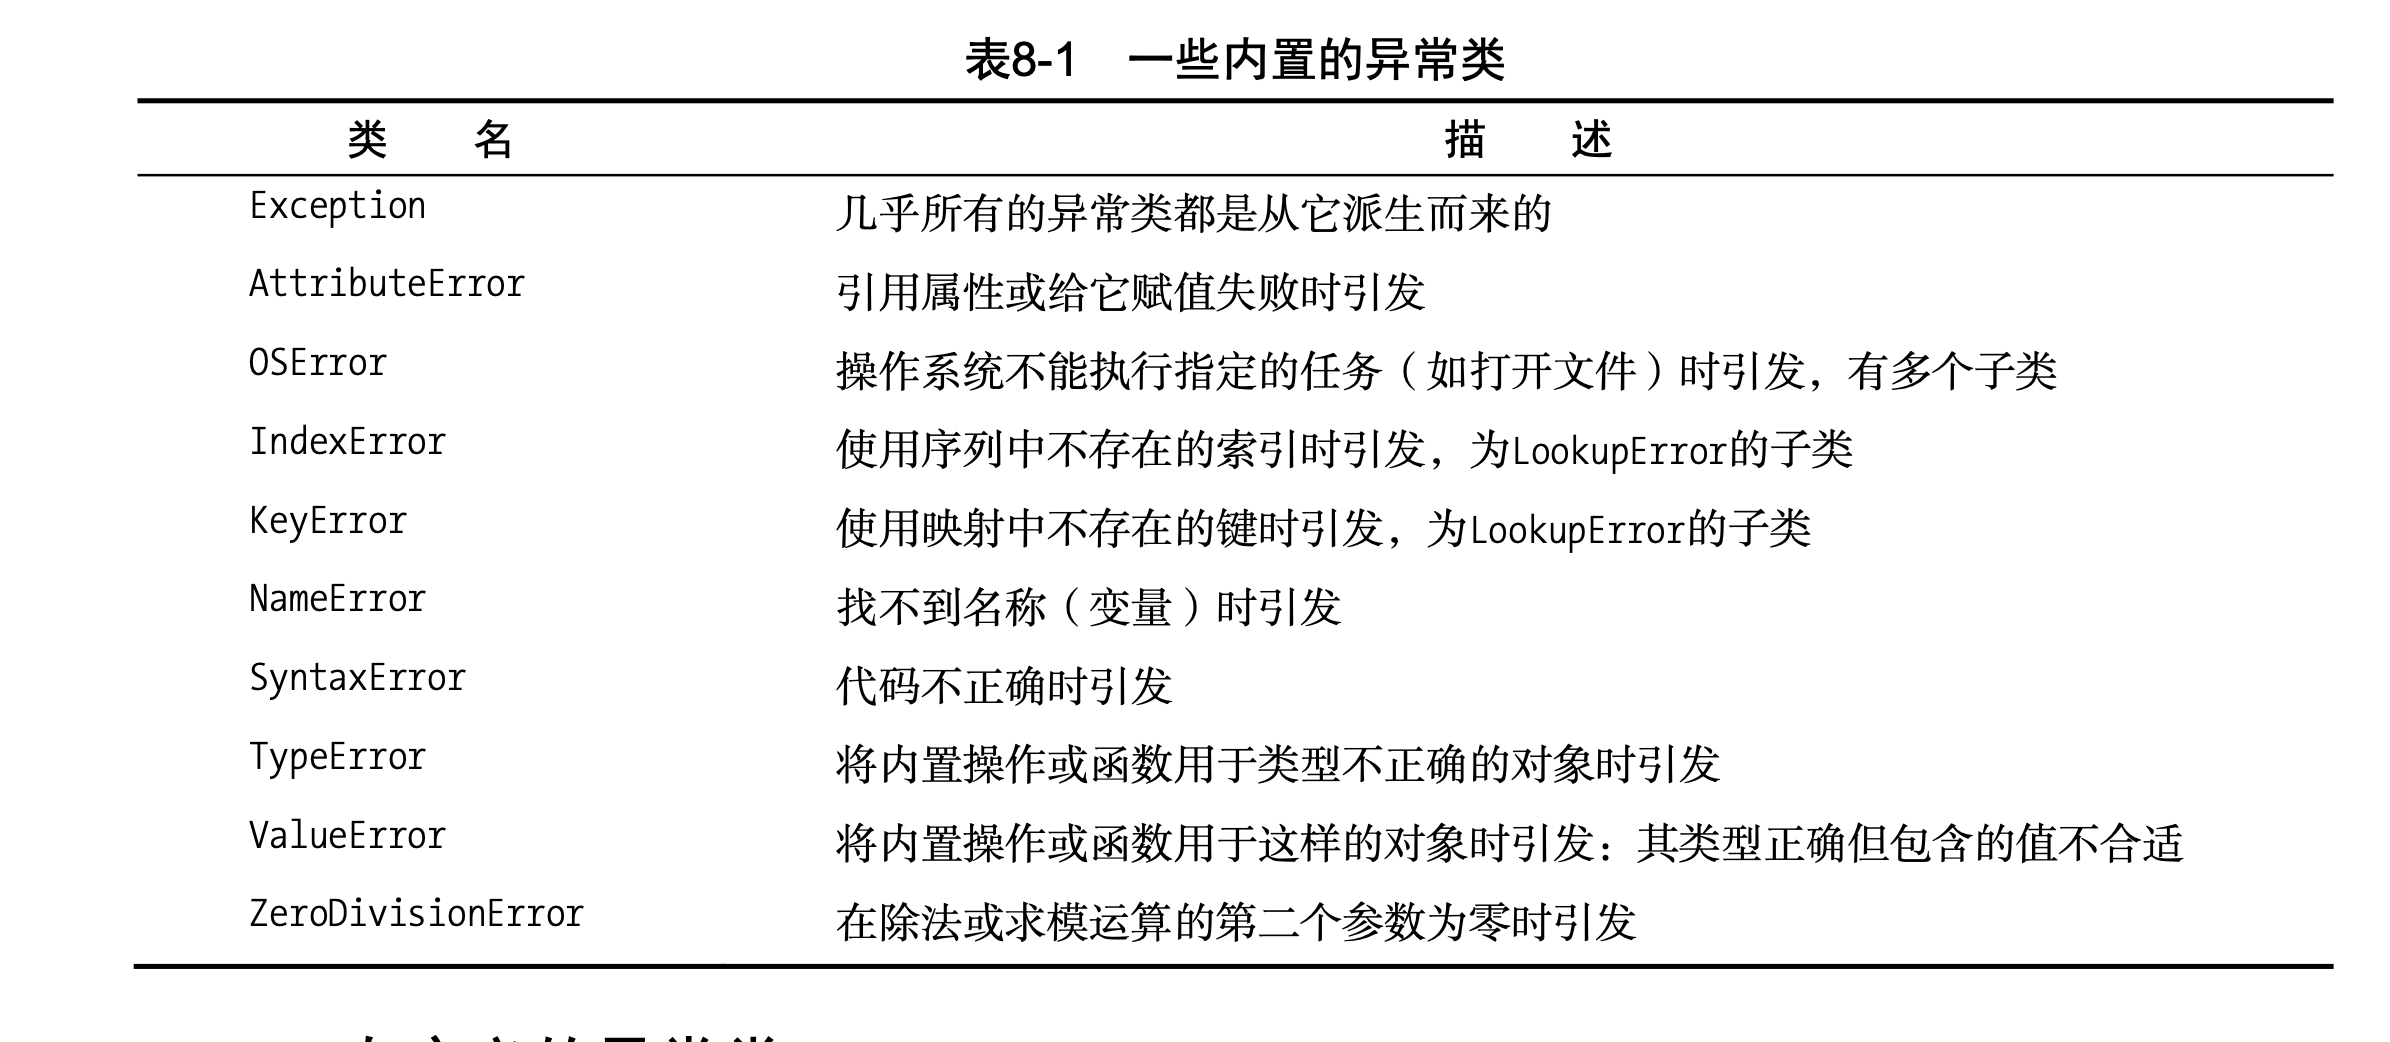 表8-1 一些内置的异常类
类 名 描 述
Exception 几乎所有的异常类都是从它派生而来的
AttributeError 引用属性或给它赋值失败时引发
OSError 操作系统不能执行指定的任务（如打开文件）时引发，有多个子类
IndexError 使用序列中不存在的索引时引发，为LookupError的子类
KeyError 使用映射中不存在的键时引发，为LookupError的子类
NameError 找不到名称（变量）时引发
SyntaxError 代码不正确时引发
TypeError 将内置操作或函数用于类型不正确的对象时引发
ValueError 将内置操作或函数用于这样的对象时引发：其类型正确但包含的值不合适
ZeroDivisionError 在除法或求模运算的第二个参数为零时引发